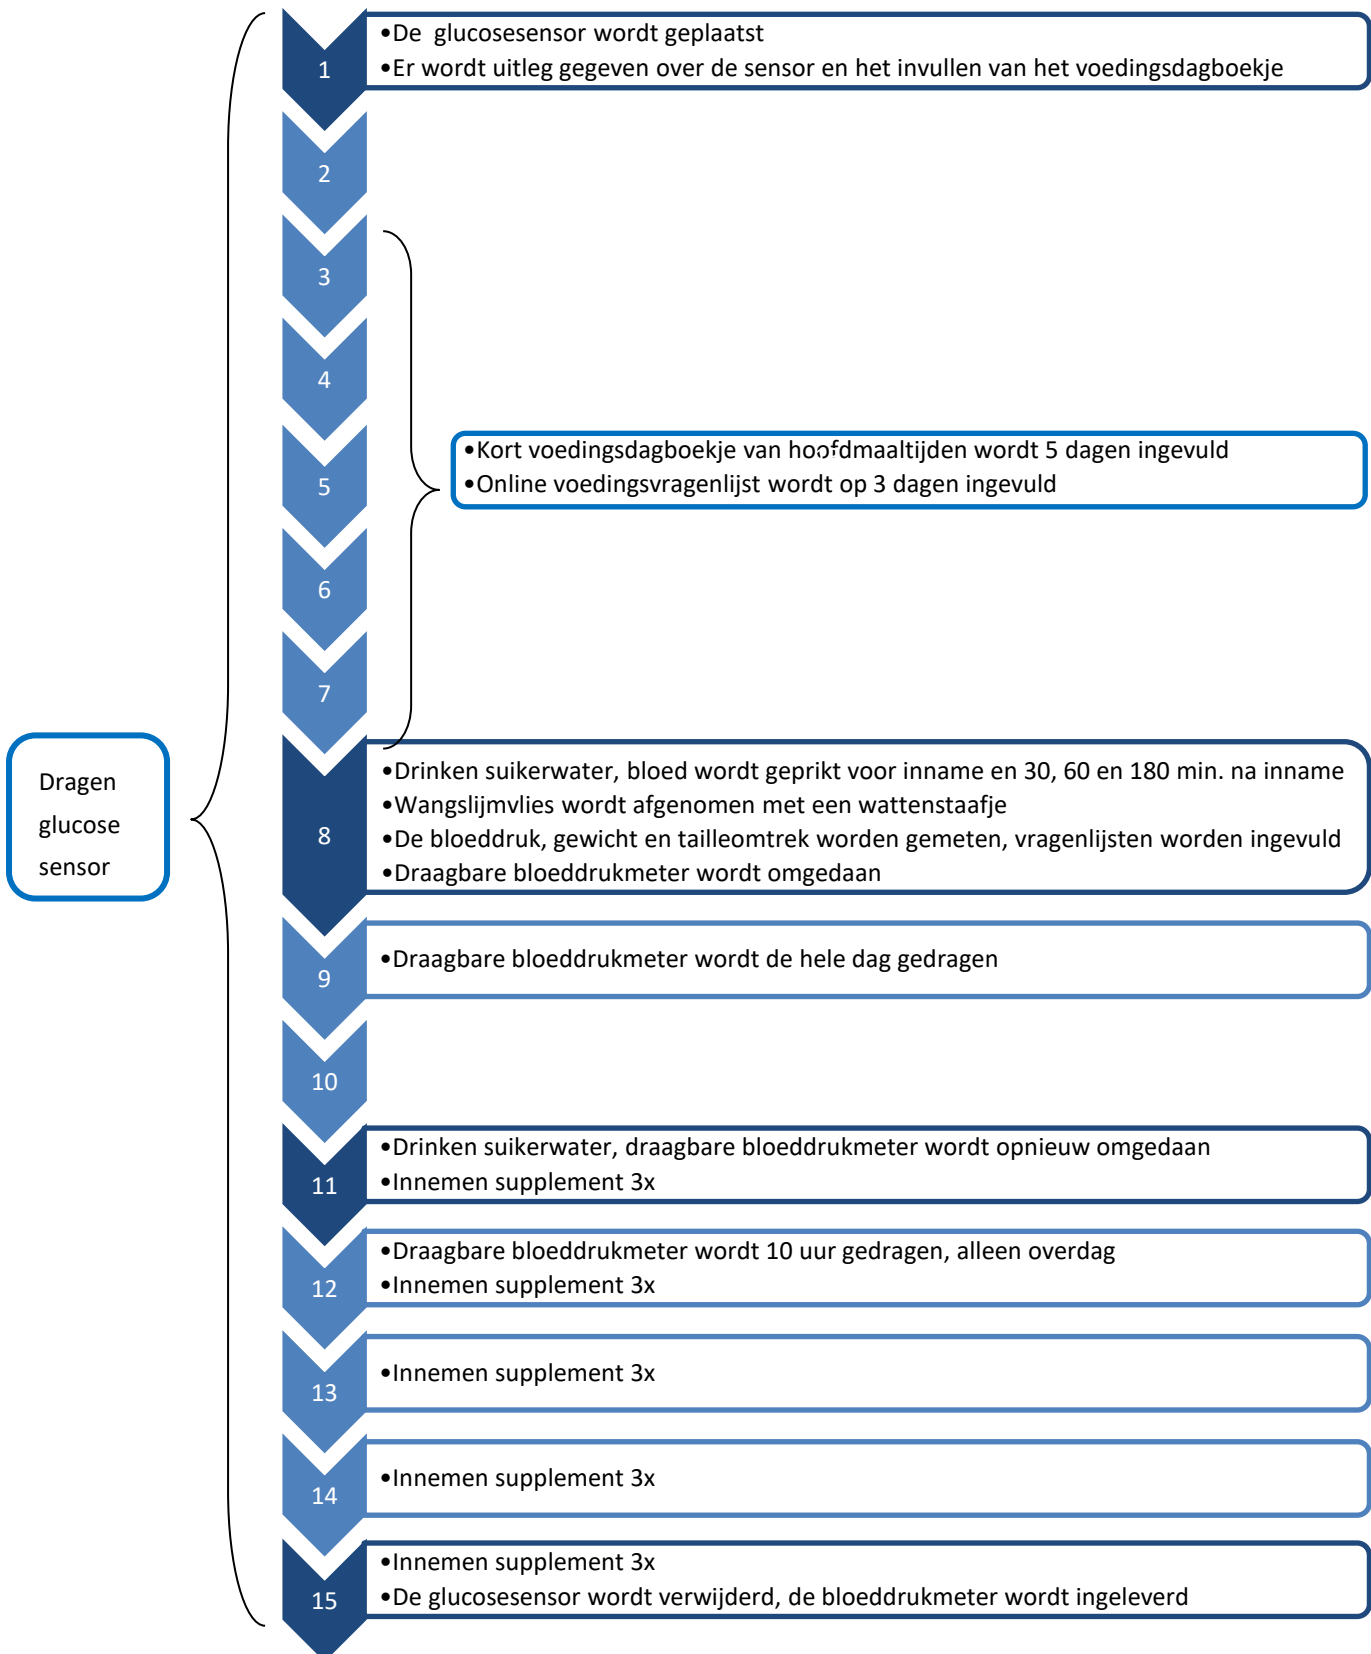 1
•De  glucosesensor wordt geplaatst
•Er wordt uitleg gegeven over de sensor en het invullen van het voedingsdagboekje
2
3
4
5
•Kort voedingsdagboekje van hoofdmaaltijden wordt 5 dagen ingevuld
•Online voedingsvragenlijst wordt op 3 dagen ingevuld
6
7
Dragen
glucose
sensor
8
•Drinken suikerwater, bloed wordt geprikt voor inname en 30, 60 en 180 min. na inname
•Wangslijmvlies wordt afgenomen met een wattenstaafje
•De bloeddruk, gewicht en tailleomtrek worden gemeten, vragenlijsten worden ingevuld
•Draagbare bloeddrukmeter wordt omgedaan
9
•Draagbare bloeddrukmeter wordt de hele dag gedragen
10
11
•Drinken suikerwater, draagbare bloeddrukmeter wordt opnieuw omgedaan
•Innemen supplement 3x
12
•Draagbare bloeddrukmeter wordt 10 uur gedragen, alleen overdag
•Innemen supplement 3x
13
•Innemen supplement 3x
14
•Innemen supplement 3x
15
•Innemen supplement 3x
•De glucosesensor wordt verwijderd, de bloeddrukmeter wordt ingeleverd